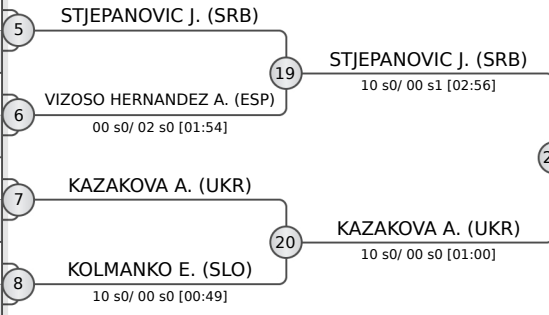 STJEPANOVIC J. (SRB)
5
19
STJEPANOVIC J. (SRB)
10 s0/ 00 s1 [02:56]
VIZOSO HERNANDEZ A. (ESP)
6
00 s0/ 02 s0 [01:54]
2
KAZAKOVA A. (UKR)
7
20
KAZAKOVA A. (UKR)
10 s0/ 00 s0 [01:00]
KOLMANKO E. (SLO)
8
10 s0/ 00 s0 [00:49]